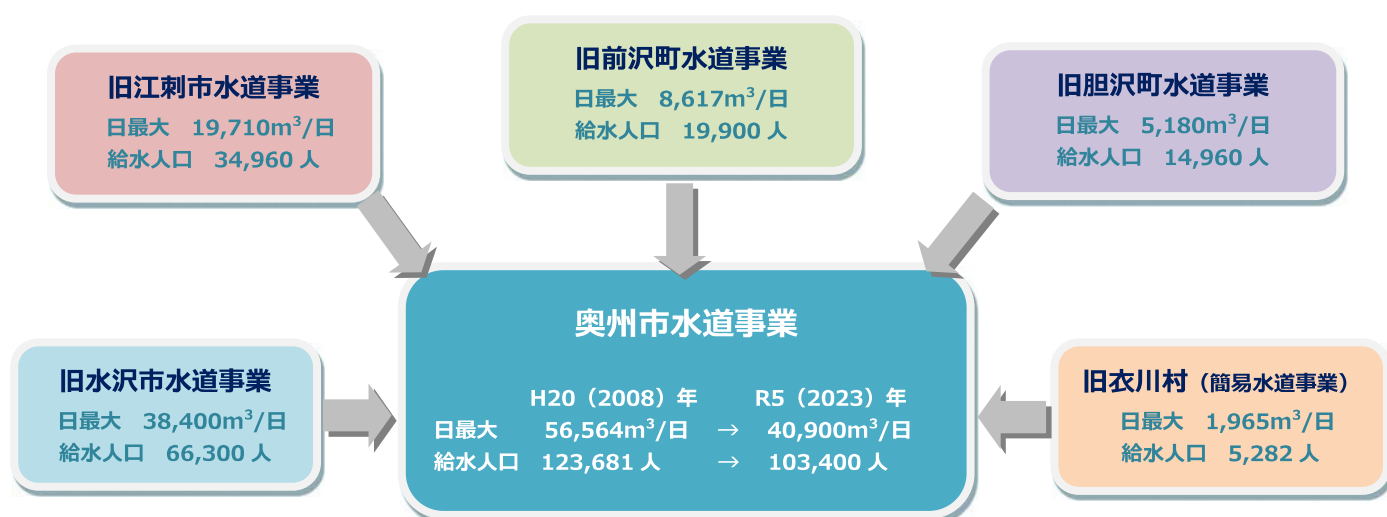 旧江刺市水道事業
日最大 19,710m³/日
給水人口 34,960 人
旧前沢町水道事業
日最大 8,617m³/日
給水人口 19,900 人
旧胆沢町水道事業
日最大 5,180m³/日
給水人口 14,960 人
旧水沢市水道事業
日最大 38,400m³/日
給水人口 66,300 人
奥州市水道事業
H20（2008）年 R5（2023）年
日最大 56,564m³/日 → 40,900m³/日
給水人口 123,681 人 → 103,400 人
旧衣川村（簡易水道事業）
日最大 1,965m³/日
給水人口 5,282 人